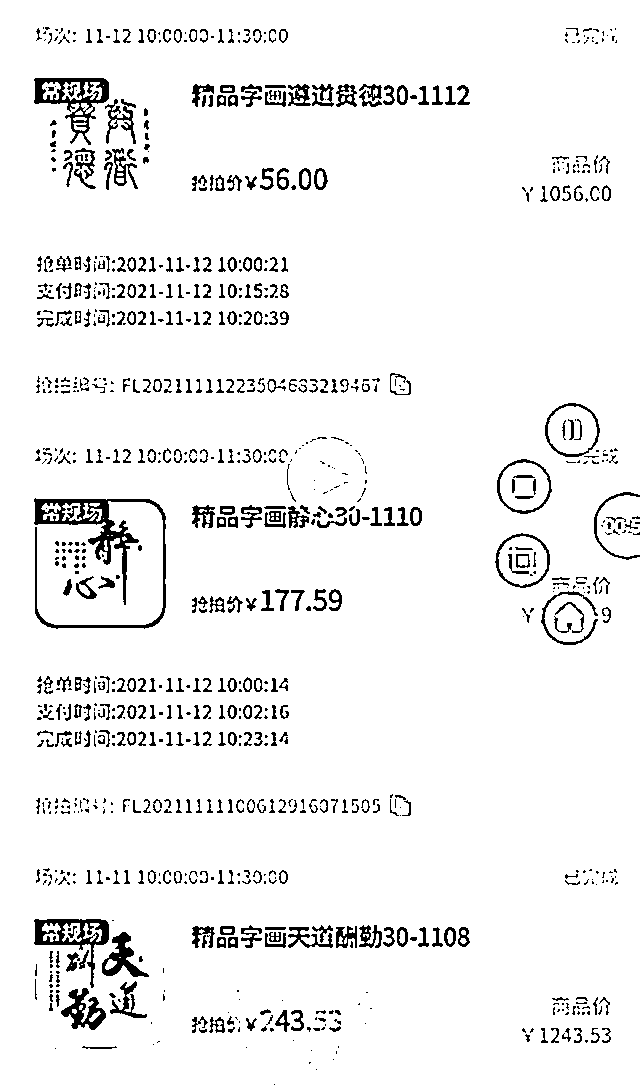 场次: 11-12 10:00:00-11:30:00 已完成
常规场
精品字画遵道贵德30-1112
抢拍价¥56.00
商品价
¥1056.00
抢单时间:2021-11-12 10:00:21
支付时间:2021-11-12 10:15:28
完成时间:2021-11-12 10:20:39
抢拍编号: FL20211111223504683219467
场次: 11-12 10:00:00-11:30:00 已完成
常规场
静心
精品字画静心30-1110
抢拍价¥177.59
商品价
抢单时间:2021-11-12 10:00:14
支付时间:2021-11-12 10:02:16
完成时间:2021-11-12 10:23:14
抢拍编号: FL20211111100612916071505
场次: 11-11 10:00:00-11:30:00 已完成
常规场
天道酬勤
精品字画天道酬勤30-1108
抢拍价¥243.53
商品价
¥1243.53